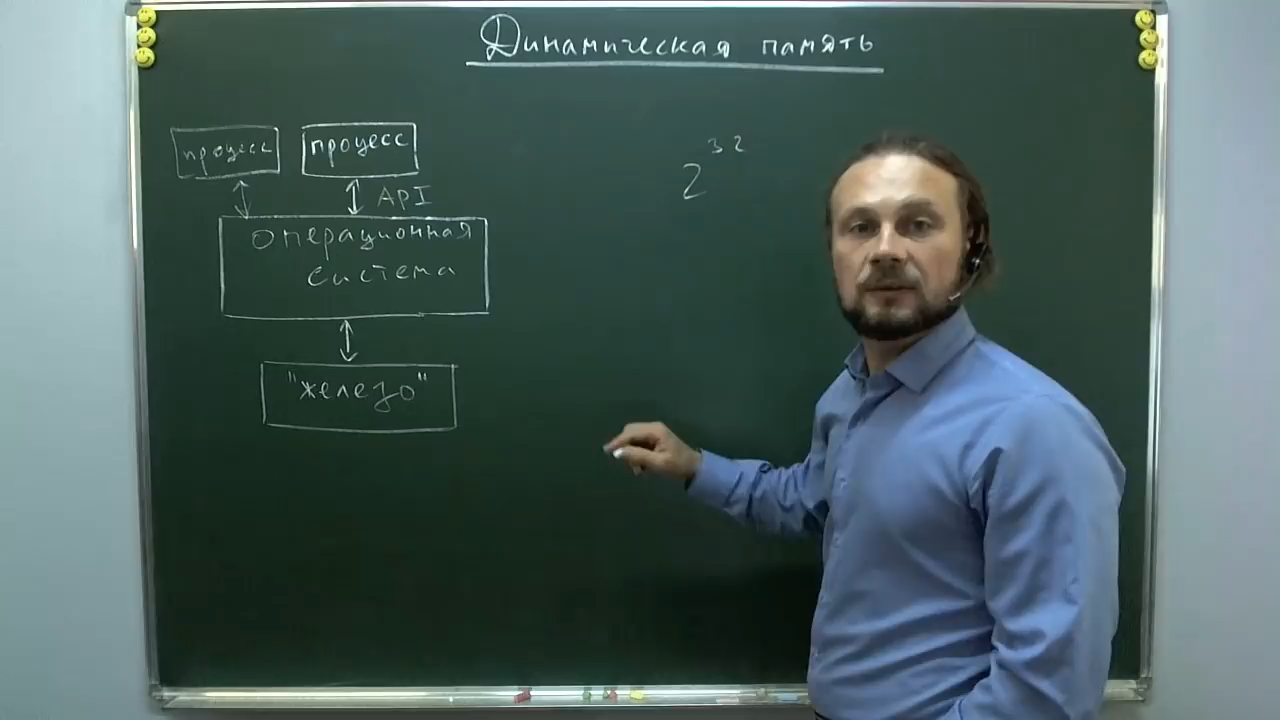 Динамическая память
процесс процесс
API
операционная
система
"железо"
2³²